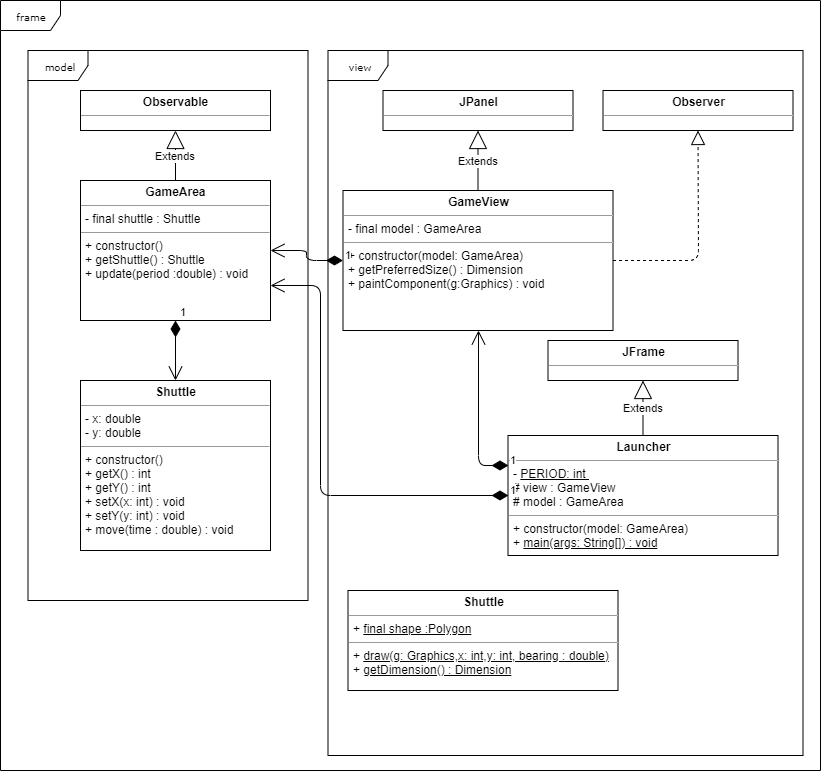 frame
model
Observable
Extends
GameArea
- final shuttle : Shuttle
+ constructor()
+ getShuttle() : Shuttle
+ update(period :double) : void
1
Shuttle
- x: double
- y: double
+ constructor()
+ getX() : int
+ getY() : int
+ setX(x: int) : void
+ setY(y: int) : void
+ move(time : double) : void
view
JPanel
Extends
Observer
GameView
- final model : GameArea
1
+ constructor(model: GameArea)
+ getPreferredSize() : Dimension
+ paintComponent(g:Graphics) : void
JFrame
Extends
Launcher
1
- PERIOD: int
# view : GameView
1
# model : GameArea
+ constructor(model: GameArea)
+ main(args: String[]) : void
Shuttle
+ final shape :Polygon
+ draw(g: Graphics,x: int,y: int, bearing : double)
+ getDimension() : Dimension